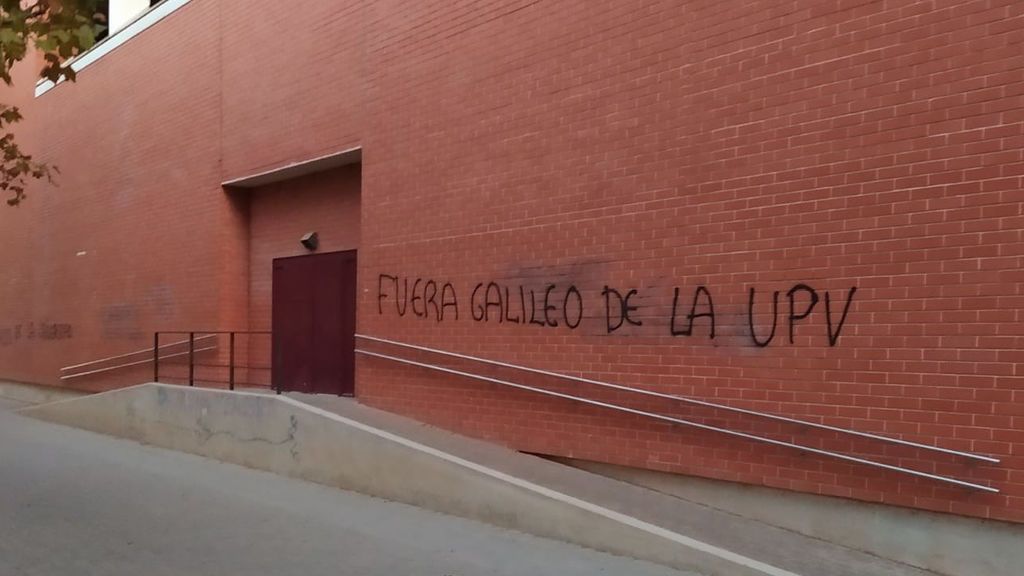 FUERA GALILEO DE LA UPV